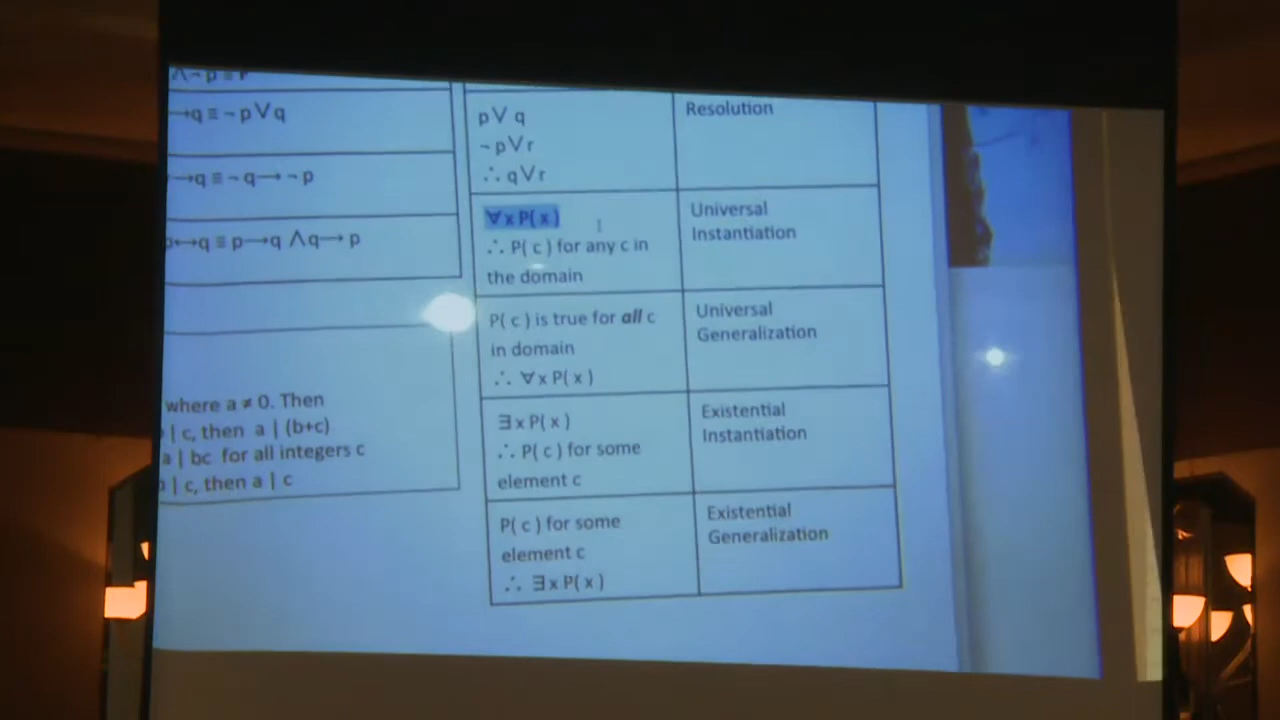 ∧¬p≡r
→q≡¬p∨q
→q≡¬q→¬p
p↔q≡p→q ∧q→p
where a ≠ 0. Then
| c, then a | (b+c)
a | bc for all integers c
| c, then a | c
p∨q
¬p∨r
∴ q∨r
Resolution
∀x P( x )
∴ P( c ) for any c in
the domain
Universal
Instantiation
P( c ) is true for all c
in domain
∴ ∀x P( x )
Universal
Generalization
∃x P( x )
∴ P( c ) for some
element c
Existential
Instantiation
P( c ) for some
element c
∴ ∃x P( x )
Existential
Generalization